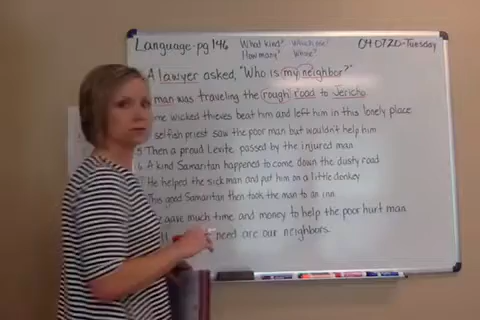 Language-pg 146 What kind? Which one? 040720-Tuesday
How many? Whose?
A lawyer asked, "Who is my neighbor?"
man was traveling the rough road to Jericho
me wicked thieves beat him and left him in this lonely place
selfish priest saw the poor man but wouldn't help him
5 Then a proud Levite passed by the injured man
6 A kind Samaritan happened to come down the dusty road
He helped the sick man and put him on a little donkey
This good Samaritan then took the man to an inn
gave much time and money to help the poor hurt man
need are our neighbors.